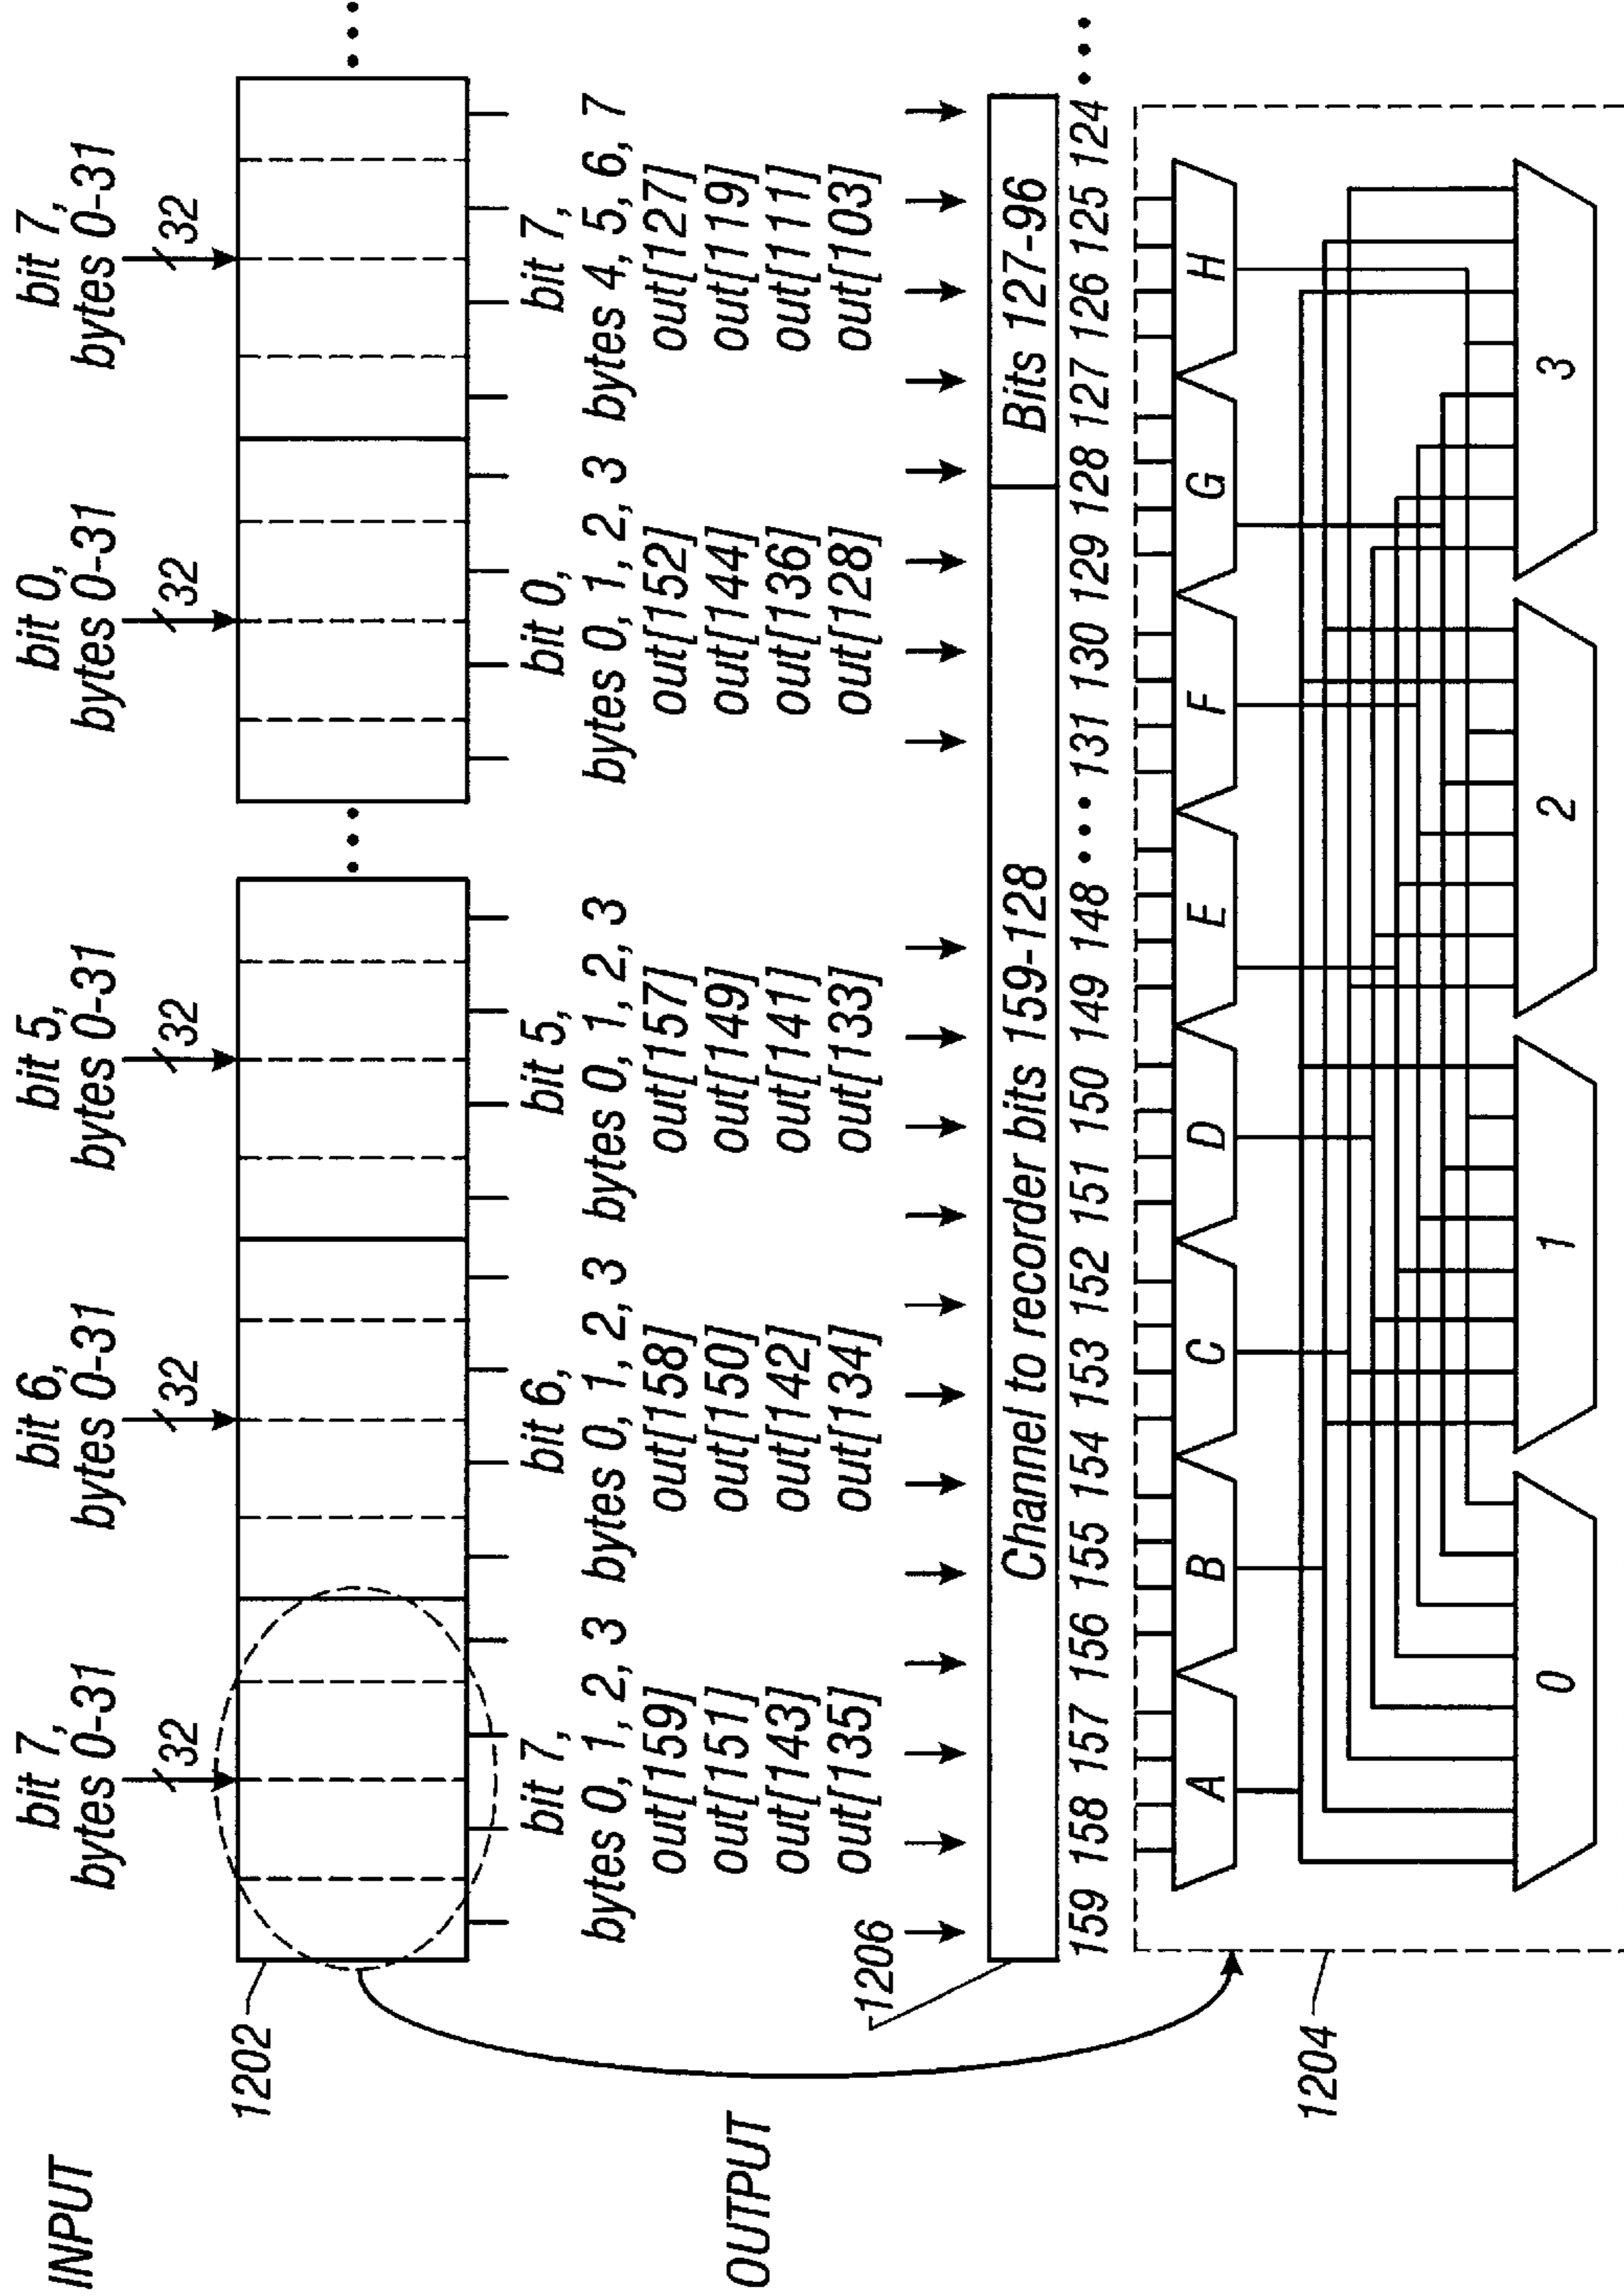 INPUT
bit 7,
bytes 0-31
32
bit 6,
bytes 0-31
32
bit 5,
bytes 0-31
32
bit 0,
bytes 0-31
32
bit 7,
bytes 0-31
32
1202
bit 7,
bytes 0, 1, 2, 3
out[159]
out[151]
out[143]
out[135]
bit 6,
bytes 0, 1, 2, 3
out[158]
out[150]
out[142]
out[134]
bit 5,
bytes 0, 1, 2, 3
out[157]
out[149]
out[141]
out[133]
bit 0,
bytes 0, 1, 2, 3
out[152]
out[144]
out[136]
out[128]
bit 7,
bytes 4, 5, 6, 7
out[127]
out[119]
out[111]
out[103]
OUTPUT
1206
Channel to recorder bits 159-128 Bits 127-96
159 158 157 156 155 154 153 152 151 150 149 148 ••• 131 130 129 128 127 126 125 124 •••
A B C D E F G H
1204
0 1 2 3